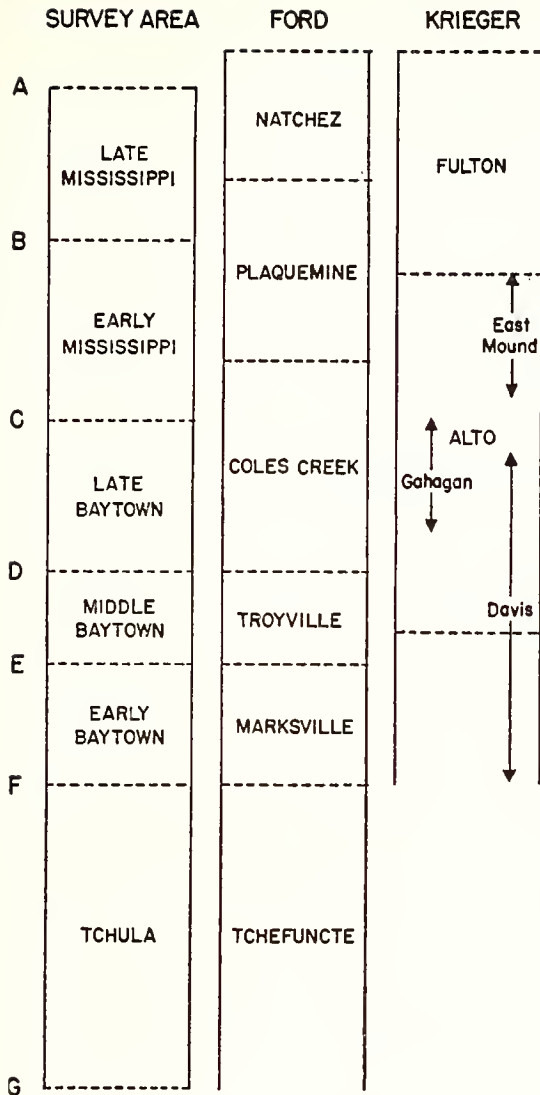 SURVEY AREA
FORD
KRIEGER
A
NATCHEZ
LATE
MISSISSIPPI
FULTON
B
PLAQUEMINE
EARLY
MISSISSIPPI
East
Mound
C
ALTO
COLES CREEK
Gahagan
LATE
BAYTOWN
D
MIDDLE
BAYTOWN
TROYVILLE
Davis
E
EARLY
BAYTOWN
MARKSVILLE
F
TCHULA
TCHEFUNCTE
G